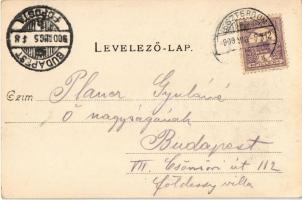 LEVELEZŐ-LAP.
BUDAPEST
Czim: Planer Gyuláné
Ő nagyságának
Budapest
VII. Csömöri út 112
Földessy villa